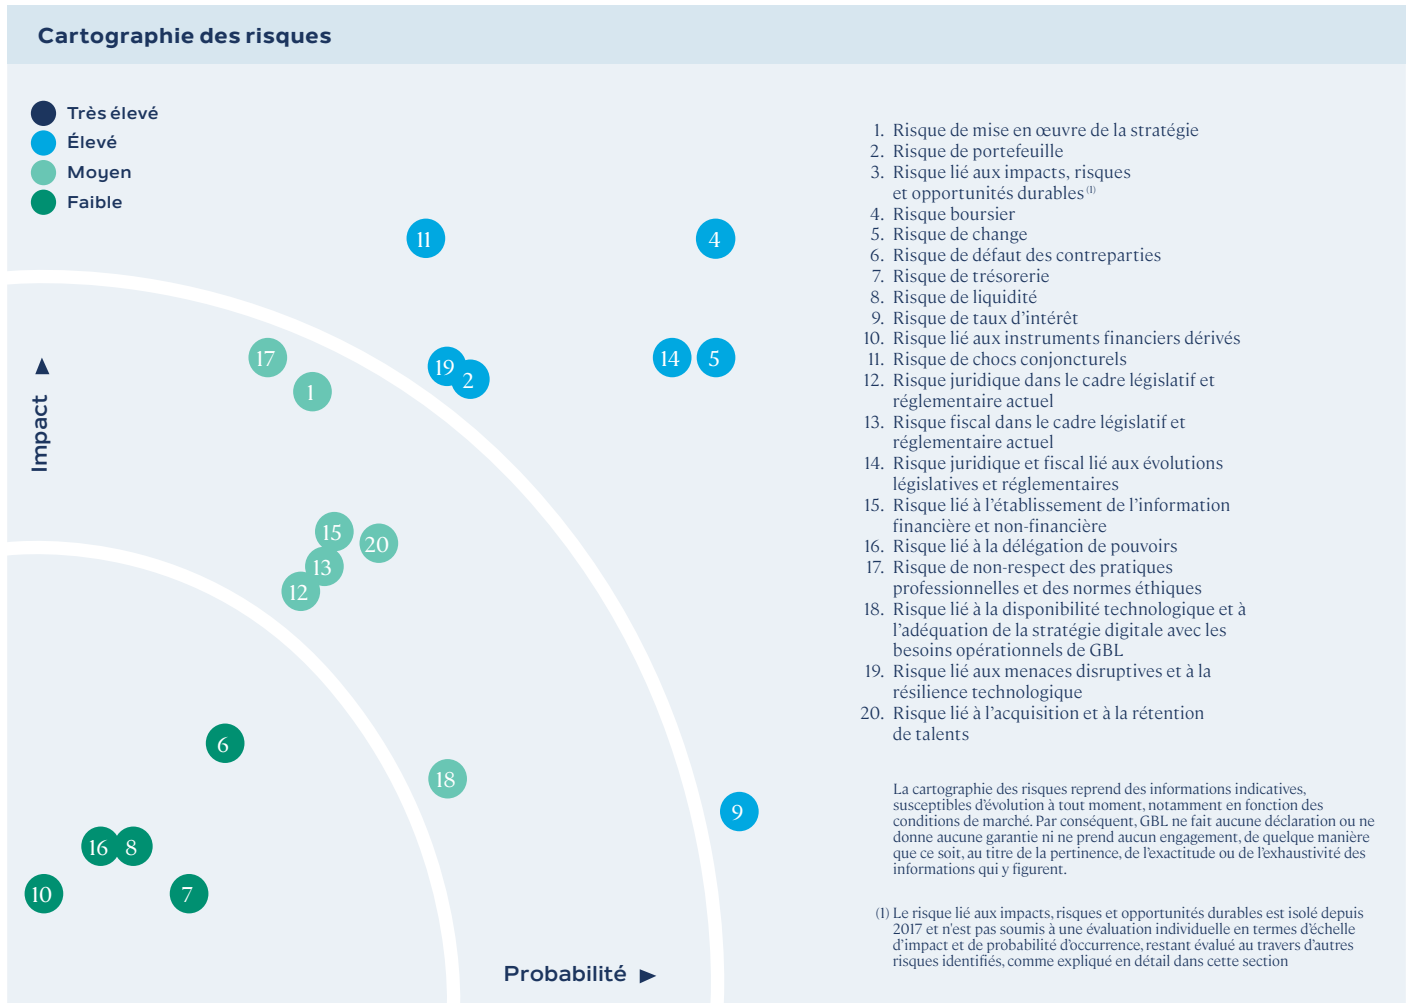 Cartographie des risques
Très élevé
Élevé
Moyen
Faible
11
4
17
1
19
2
14
5
15
20
13
12
6
18
9
16
8
10
7
Impact ▲
Probabilité ►
1. Risque de mise en œuvre de la stratégie
2. Risque de portefeuille
3. Risque lié aux impacts, risques
et opportunités durables (1)
4. Risque boursier
5. Risque de change
6. Risque de défaut des contreparties
7. Risque de trésorerie
8. Risque de liquidité
9. Risque de taux d’intérêt
10. Risque lié aux instruments financiers dérivés
11. Risque de chocs conjoncturels
12. Risque juridique dans le cadre législatif et
réglementaire actuel
13. Risque fiscal dans le cadre législatif et
réglementaire actuel
14. Risque juridique et fiscal lié aux évolutions
législatives et réglementaires
15. Risque lié à l’établissement de l’information
financière et non-financière
16. Risque lié à la délégation de pouvoirs
17. Risque de non-respect des pratiques
professionnelles et des normes éthiques
18. Risque lié à la disponibilité technologique et à
l’adéquation de la stratégie digitale avec les
besoins opérationnels de GBL
19. Risque lié aux menaces disruptives et à la
résilience technologique
20. Risque lié à l’acquisition et à la rétention
de talents
La cartographie des risques reprend des informations indicatives,
susceptibles d’évolution à tout moment, notamment en fonction des
conditions de marché. Par conséquent, GBL ne fait aucune déclaration ou ne
donne aucune garantie ni ne prend aucun engagement, de quelque manière
que ce soit, au titre de la pertinence, de l’exactitude ou de l’exhaustivité des
informations qui y figurent.
(1) Le risque lié aux impacts, risques et opportunités durables est isolé depuis
2017 et n'est pas soumis à une évaluation individuelle en termes d’échelle
d’impact et de probabilité d’occurrence, restant évalué au travers d’autres
risques identifiés, comme expliqué en détail dans cette section